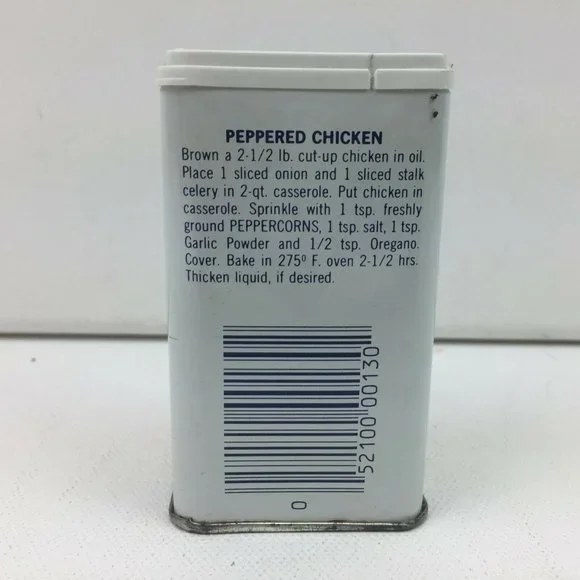 PEPPERED CHICKEN
Brown a 2-1/2 lb. cut-up chicken in oil.
Place 1 sliced onion and 1 sliced stalk
celery in 2-qt. casserole. Put chicken in
casserole. Sprinkle with 1 tsp. freshly
ground PEPPERCORNS, 1 tsp. salt, 1 tsp.
Garlic Powder and 1/2 tsp. Oregano.
Cover. Bake in 275º F. oven 2-1/2 hrs.
Thicken liquid, if desired.
52100 00130
0